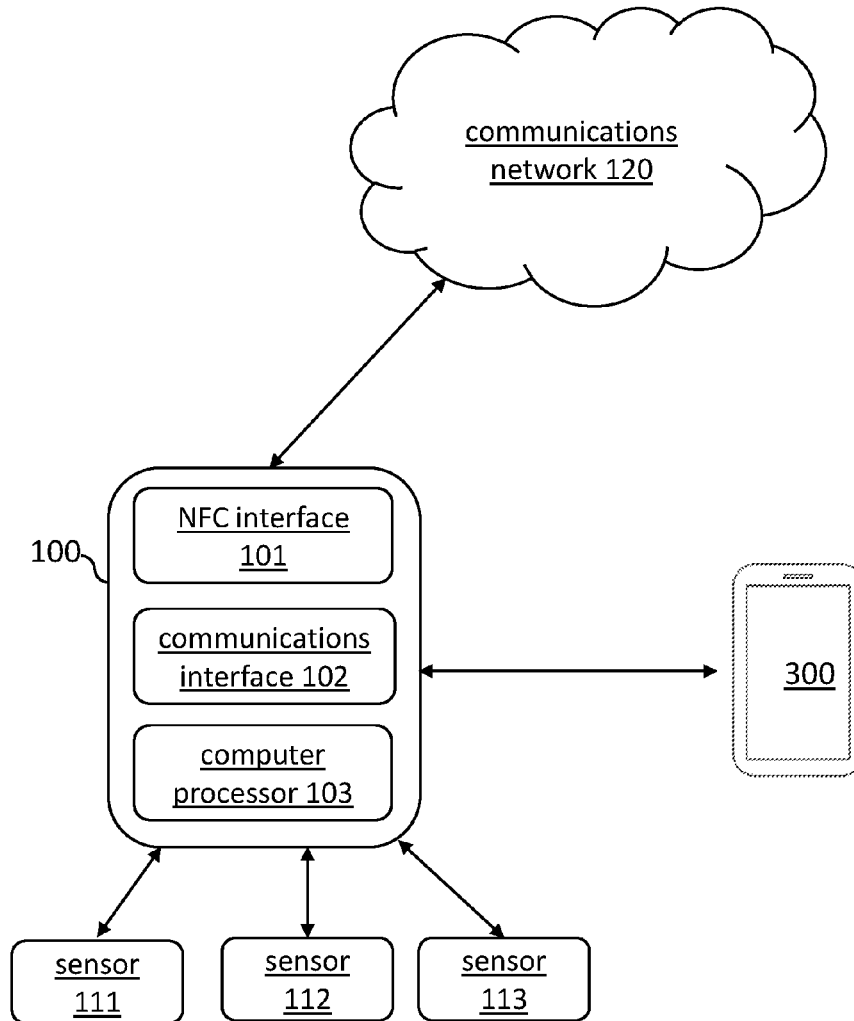 communications
network 120
NFC interface
101
100
communications
interface 102
300
computer
processor 103
sensor
111
sensor
112
sensor
113